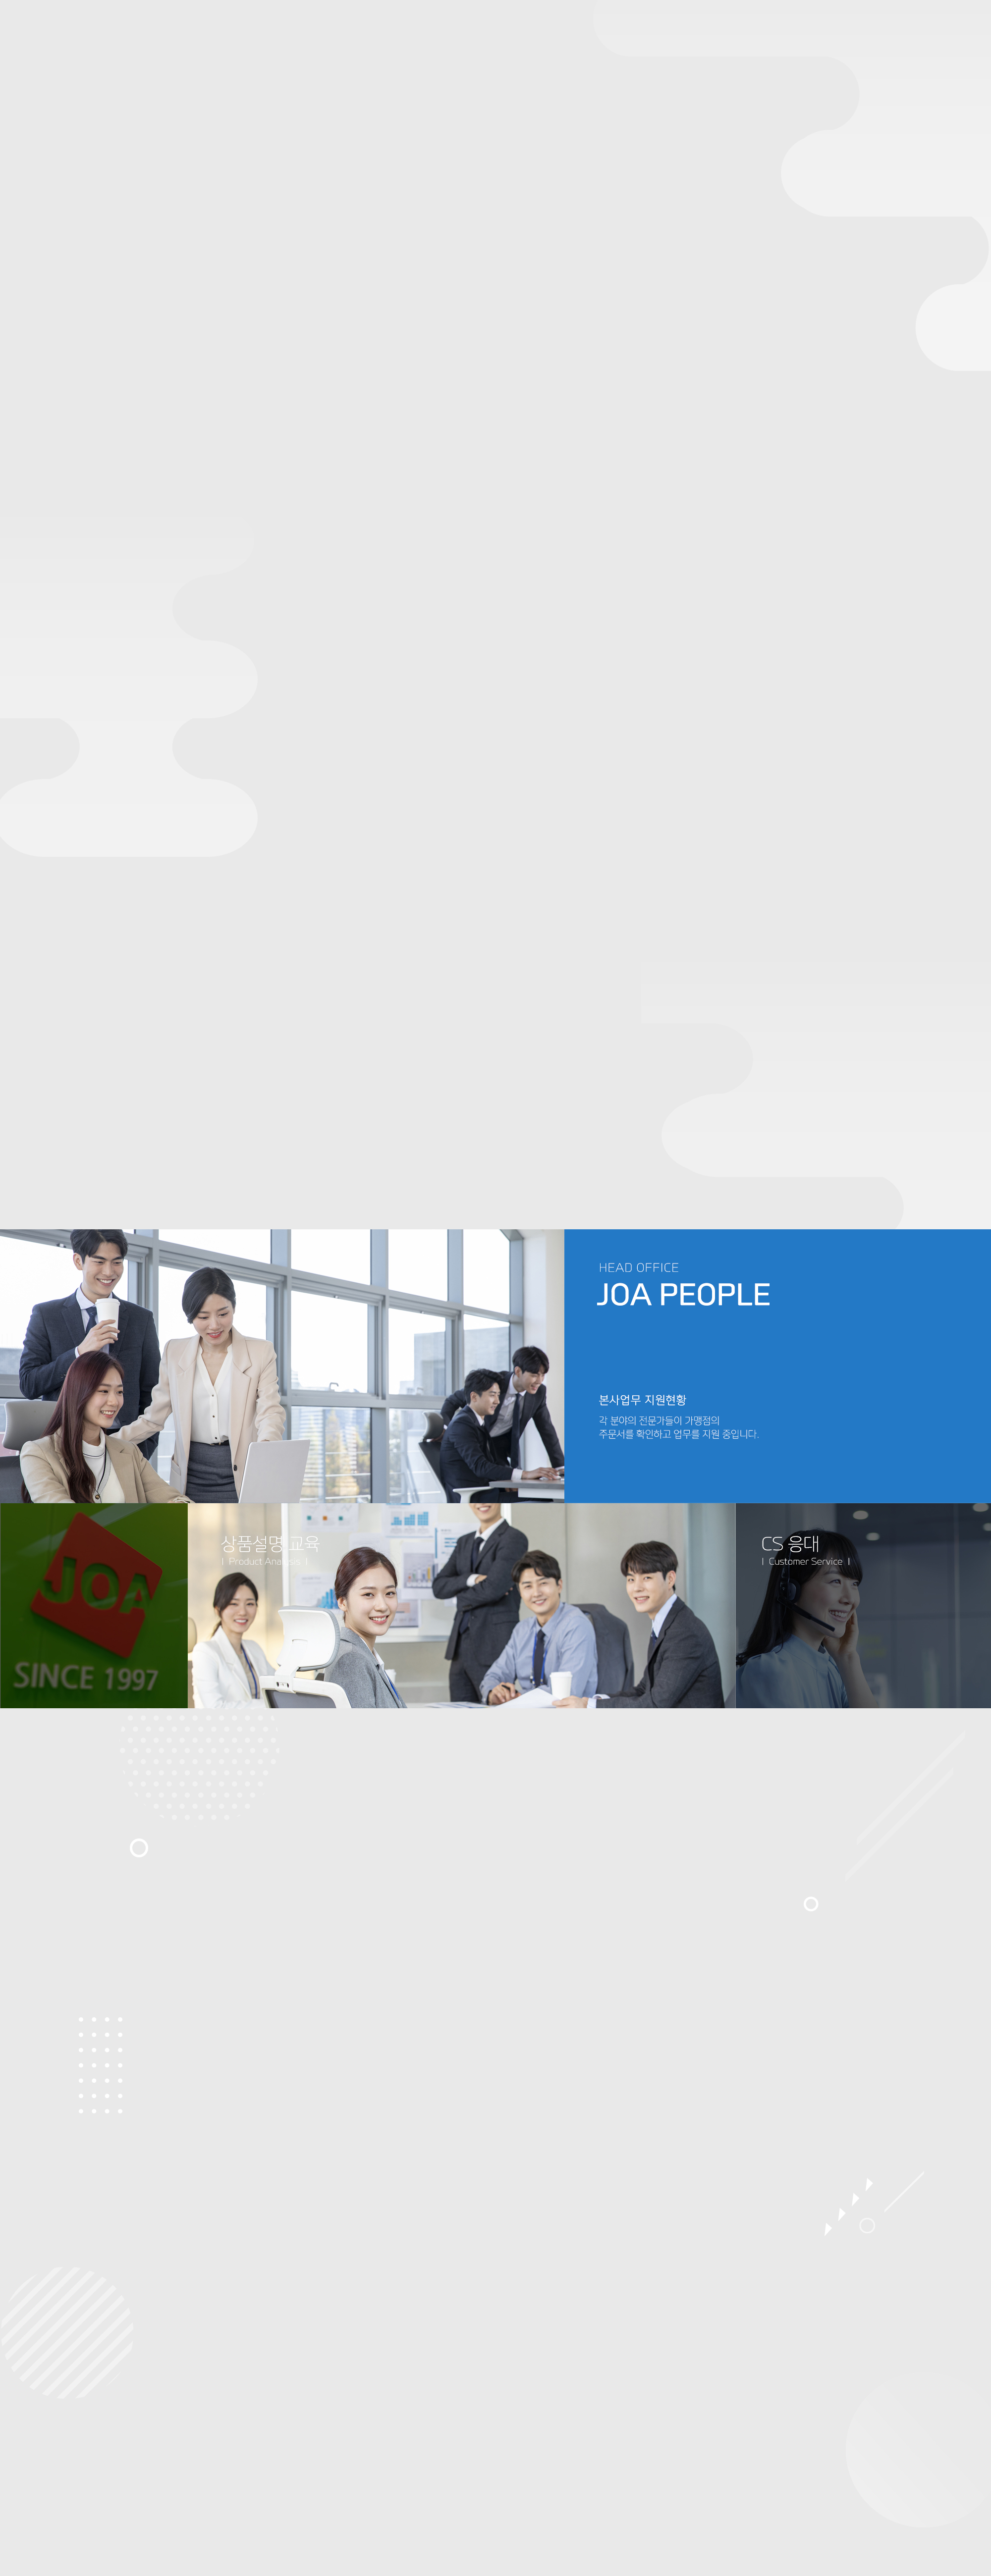 HEAD OFFICE
JOA PEOPLE
본사업무 지원현황
각 분야의 전문가들이 가맹점의
주문서를 확인하고 업무를 지원 중입니다.
JOA
SINCE 1997
상품설명 교육
| Product Analysis |
CS 응대
| Customer Service |